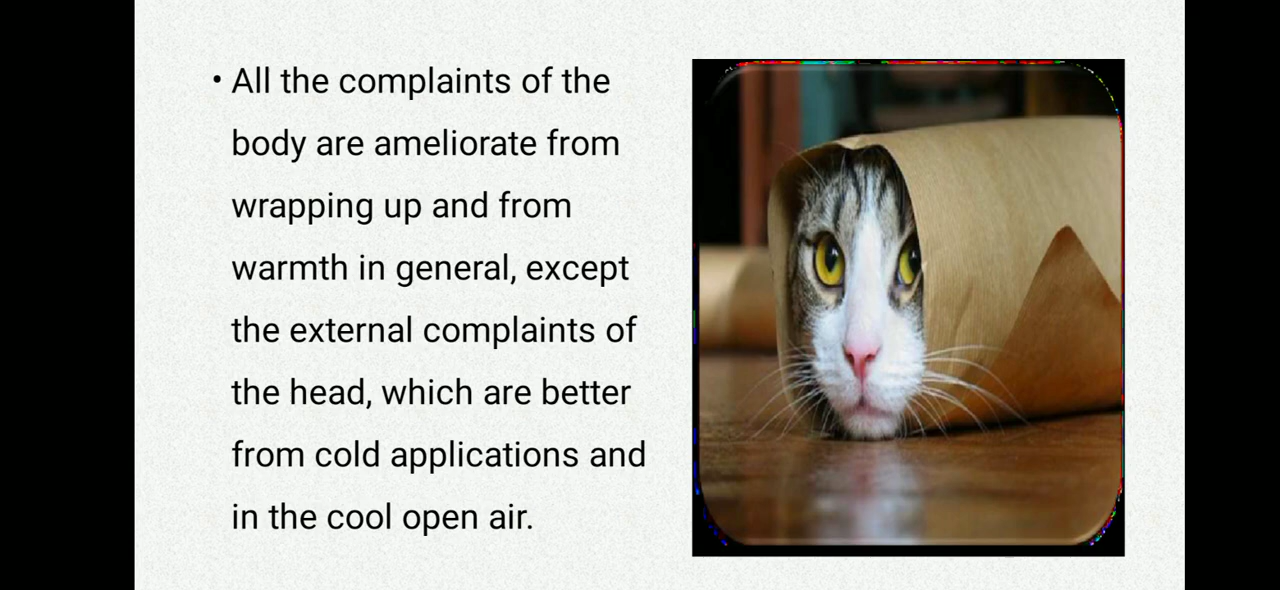 • All the complaints of the
body are ameliorate from
wrapping up and from
warmth in general, except
the external complaints of
the head, which are better
from cold applications and
in the cool open air.